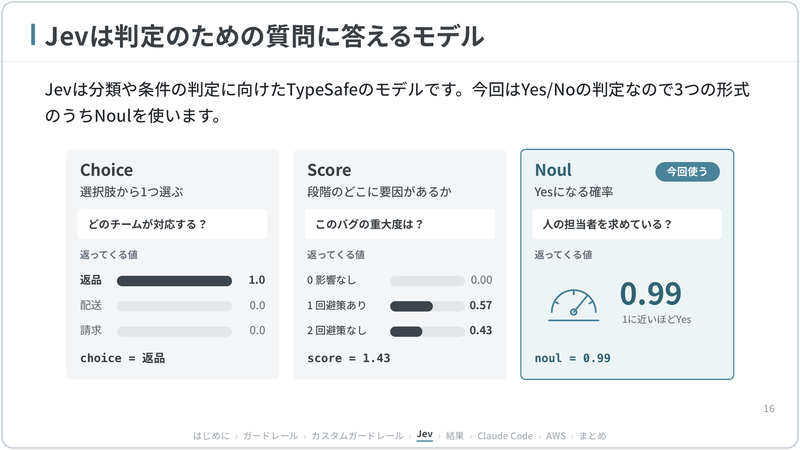 Jevは判定のための質問に答えるモデル
Jevは分類や条件の判定に向けたTypeSafeのモデルです。今回はYes/Noの判定なので3つの形式
のうちNoulを使います。
Choice
選択肢から1つ選ぶ
どのチームが対応する？
返ってくる値
返品 1.0
配送 0.0
請求 0.0
choice = 返品
Score
段階のどこに要因があるか
このバグの重大度は？
返ってくる値
0 影響なし 0.00
1 回避策あり 0.57
2 回避策なし 0.43
score = 1.43
Noul
今回使う
Yesになる確率
人の担当者を求めている？
返ってくる値
0.99
1に近いほどYes
noul = 0.99
16
はじめに › ガードレール › カスタムガードレール › Jev › 結果 › Claude Code › AWS › まとめ